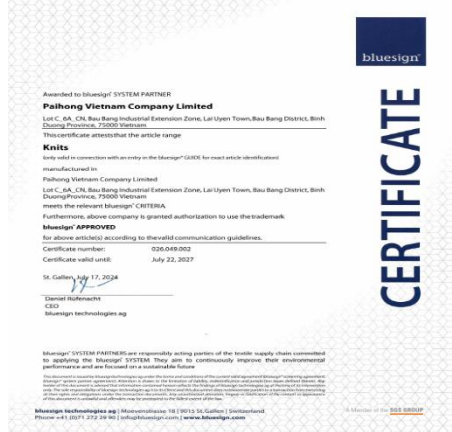 bluesign®
CERTIFICATE
Awarded to bluesign® SYSTEM PARTNER
Paihong Vietnam Company Limited
Lot C_6A_CN, Bau Bang Industrial Extension Zone, Lai Uyen Town, Bau Bang District, Binh
Duong Province, 75000 Vietnam
This certificate attests that the article range
Knits
(only valid in connection with an entry in the bluesign® GUIDE for exact article identification)
manufactured in
Paihong Vietnam Company Limited
Lot C_6A_CN, Bau Bang Industrial Extension Zone, Lai Uyen Town, Bau Bang District, Binh
Duong Province, 75000 Vietnam
meets the relevant bluesign® CRITERIA.
Furthermore, above company is granted authorization to use the trademark
bluesign® APPROVED
for above article(s) according to the valid communication guidelines.
Certificate number: 026.049.002
Certificate valid until: July 22, 2027
St. Gallen, July 17, 2024
Daniel Rüfenacht
CEO
bluesign technologies ag
bluesign® SYSTEM PARTNERS are responsibly acting parties of the textile supply chain committed
to applying the bluesign® SYSTEM. They aim to continuously improve their environmental
performance and are focused on a sustainable future
bluesign technologies ag | Moevenstrasse 18 | 9015 St. Gallen | Switzerland
Phone +41 (0)71 272 29 90 | info@bluesign.com | www.bluesign.com
A Member of the SGS GROUP